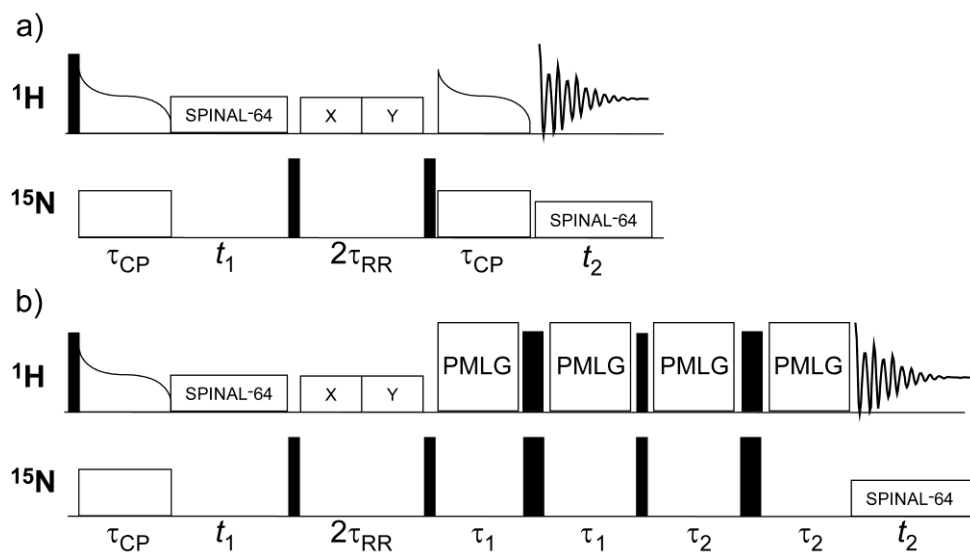 a)
¹H SPINAL-64 X Y
¹⁵N SPINAL-64
τCP t₁ 2τRR τCP t₂
b)
¹H SPINAL-64 X Y PMLG PMLG PMLG PMLG
¹⁵N SPINAL-64
τCP t₁ 2τRR τ₁ τ₁ τ₂ τ₂ t₂